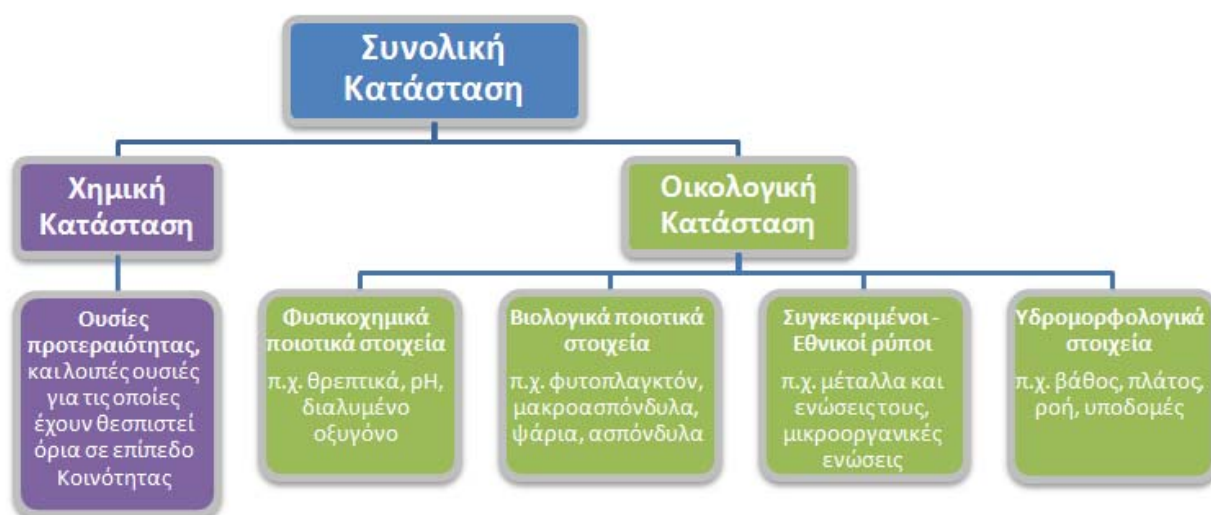 Συνολική
Κατάσταση
Χημική
Κατάσταση
Οικολογική
Κατάσταση
Ουσίες
προτεραιότητας,
και λοιπές ουσιές
για τις οποίες
έχουν θεσπιστεί
όρια σε επίπεδο
Κοινότητας
Φυσικοχημικά
ποιοτικά στοιχεία
π.χ. θρεπτικά, pH,
διαλυμένο
οξυγόνο
Βιολογικά ποιοτικά
στοιχεία
π.χ. φυτοπλαγκτόν,
μακροασπόνδυλα,
ψάρια, ασπόνδυλα
Συγκεκριμένοι -
Εθνικοί ρύποι
π.χ. μέταλλα και
ενώσεις τους,
μικροοργανικές
ενώσεις
Υδρομορφολογικά
στοιχεία
π.χ. βάθος, πλάτος,
ροή, υποδομές